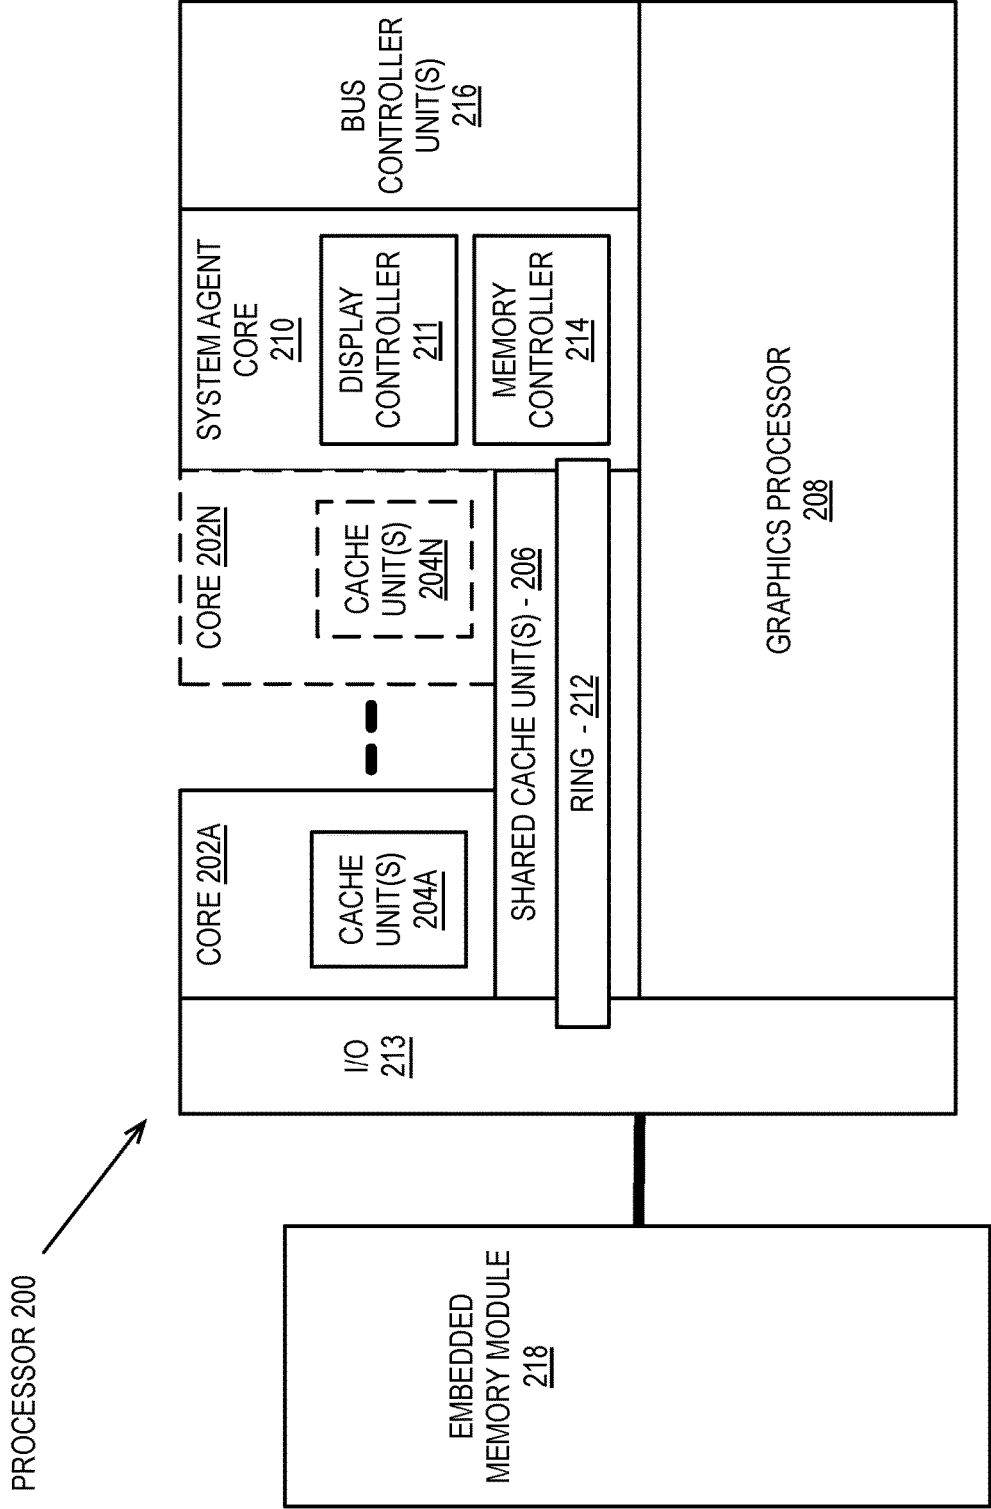 PROCESSOR 200
EMBEDDED
MEMORY MODULE
218
I/O
213
CORE 202A
CACHE
UNIT(S)
204A
CORE 202N
CACHE
UNIT(S)
204N
SHARED CACHE UNIT(S) - 206
RING - 212
SYSTEM AGENT
CORE
210
DISPLAY
CONTROLLER
211
MEMORY
CONTROLLER
214
BUS
CONTROLLER
UNIT(S)
216
GRAPHICS PROCESSOR
208